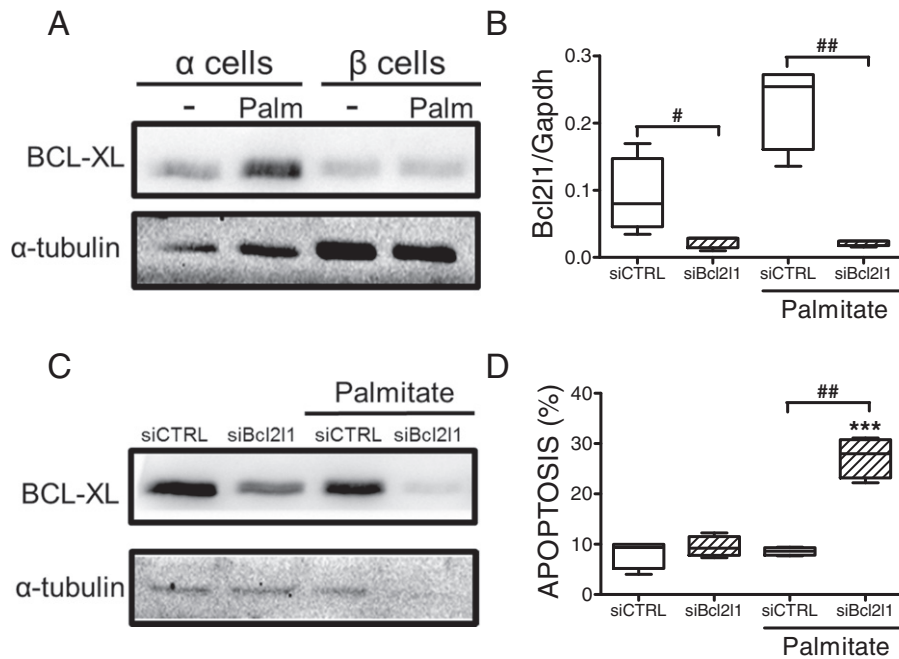 A
α cells β cells
- Palm - Palm
BCL-XL
α-tubulin
B
Bcl2l1/Gapdh
0.3
0.2
0.1
0.0
#
##
siCTRL siBcl2l1 siCTRL siBcl2l1
Palmitate
C
Palmitate
siCTRL siBcl2l1 siCTRL siBcl2l1
BCL-XL
α-tubulin
D
APOPTOSIS (%)
40
30
20
10
0
##
***
siCTRL siBcl2l1 siCTRL siBcl2l1
Palmitate